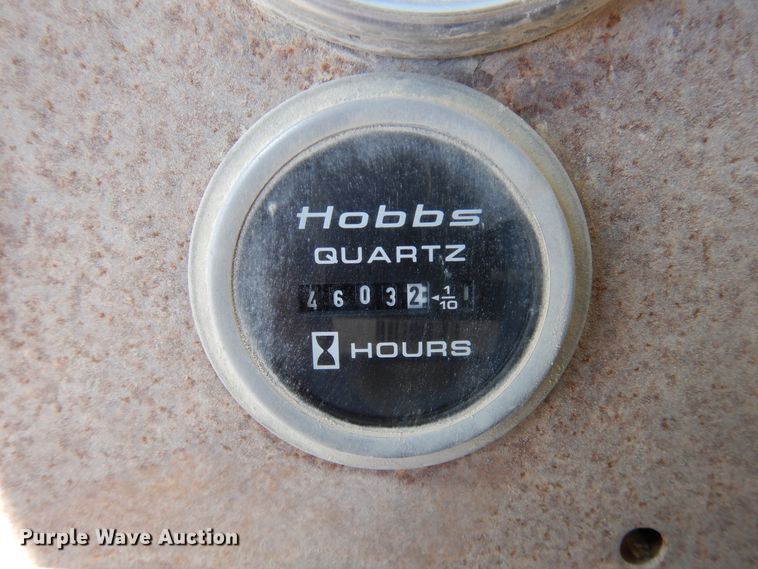 Hobbs
QUARTZ
46032 1/10
HOURS
Purple Wave Auction